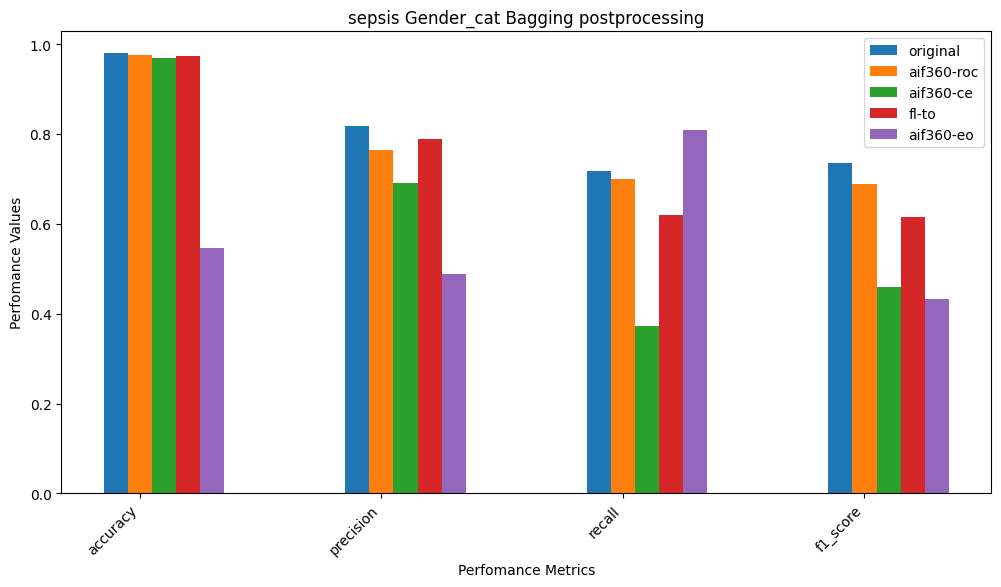 sepsis Gender_cat Bagging postprocessing
original
aif360-roc
aif360-ce
fl-to
aif360-eo
Perfomance Values
1.0
0.8
0.6
0.4
0.2
0.0
accuracy
precision
recall
f1_score
Perfomance Metrics